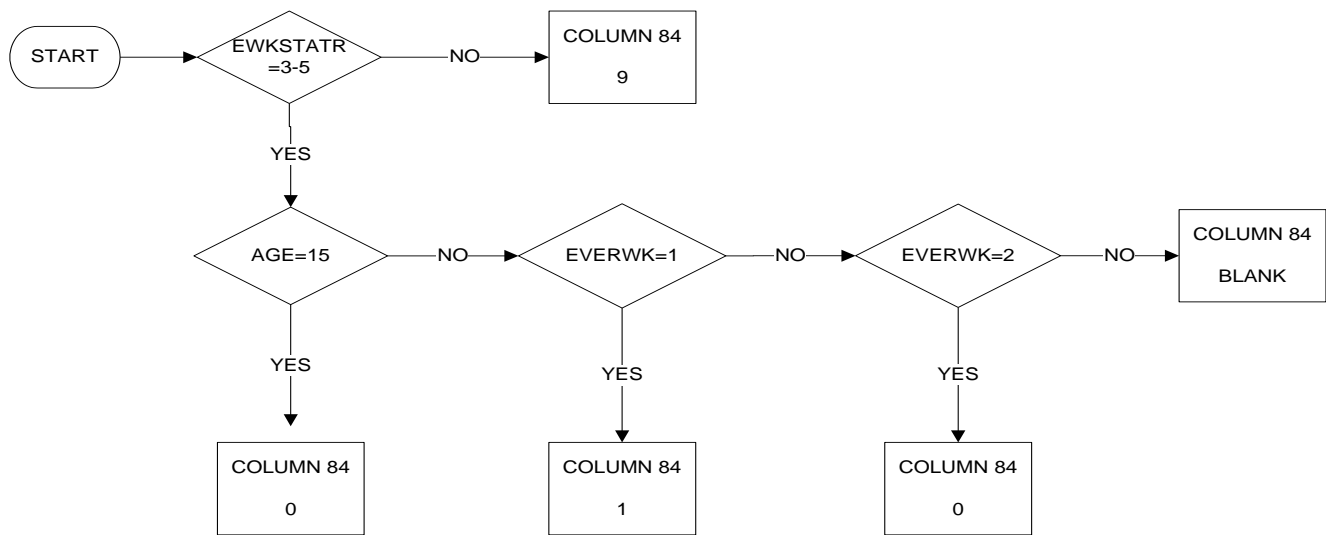 START
EWKSTATR
=3-5
NO
COLUMN 84
9
YES
AGE=15
NO
EVERWK=1
NO
EVERWK=2
NO
COLUMN 84
BLANK
YES
YES
YES
COLUMN 84
0
COLUMN 84
1
COLUMN 84
0